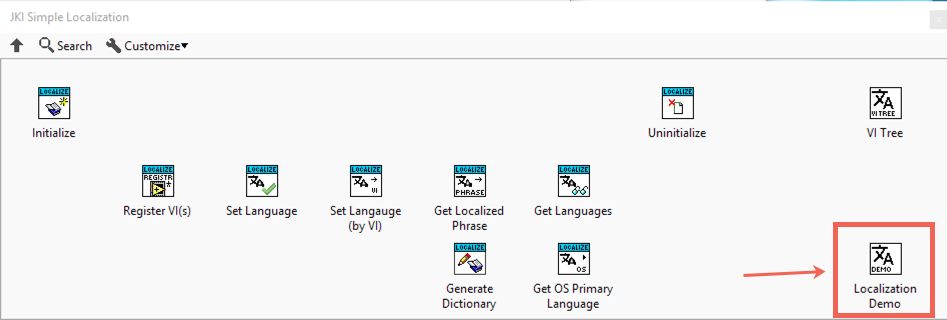 JKI Simple Localization
Search Customize
LOCALIZE LOCALIZE
VI TREE
Initialize Uninitialize VI Tree
LOCALIZE LOCALIZE LOCALIZE LOCALIZE LOCALIZE
REGISTR VI PHRASE
Register VI(s) Set Language Set Langauge Get Localized Get Languages
(by VI) Phrase
LOCALIZE LOCALIZE
OS DEMO
Generate Get OS Primary Localization
Dictionary Language Demo